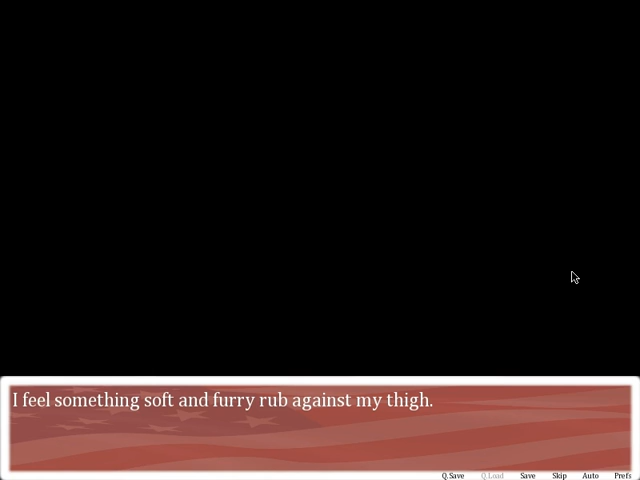 I feel something soft and furry rub against my thigh.
Q.Save Q.Load Save Skip Auto Prefs